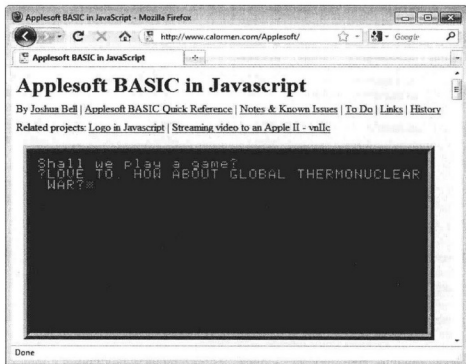 Applesoft BASIC in JavaScript - Mozilla Firefox
http://www.calormen.com/Applesoft/
Google
Applesoft BASIC in JavaScript
Applesoft BASIC in Javascript
By Joshua Bell | Applesoft BASIC Quick Reference | Notes & Known Issues | To Do | Links | History
Related projects: Logo in Javascript | Streaming video to an Apple II - vnIIc
Shall we play a game?
?LOVE TO. HOW ABOUT GLOBAL THERMONUCLEAR
WAR?
Done